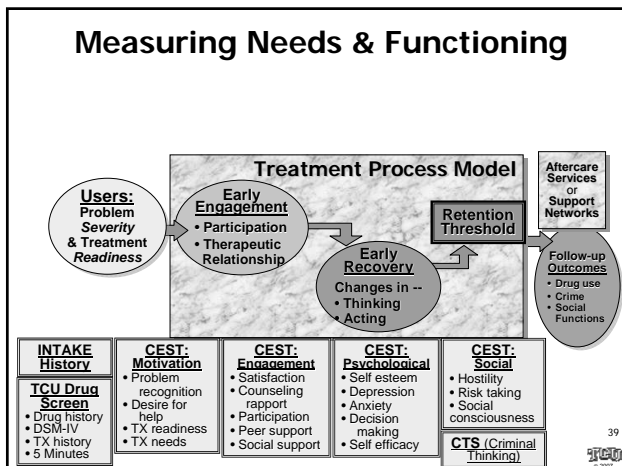 Measuring Needs & Functioning
Treatment Process Model
Aftercare
Services
or
Support
Networks
Users:
Problem
Severity
& Treatment
Readiness
Early
Engagement
• Participation
• Therapeutic
Relationship
Retention
Threshold
Early
Recovery
Changes in --
• Thinking
• Acting
Follow-up
Outcomes
• Drug use
• Crime
• Social
Functions
INTAKE
History
TCU Drug
Screen
• Drug history
• DSM-IV
• TX history
• 5 Minutes
CEST:
Motivation
• Problem
recognition
• Desire for
help
• TX readiness
• TX needs
CEST:
Engagement
• Satisfaction
• Counseling
rapport
• Participation
• Peer support
• Social support
CEST:
Psychological
• Self esteem
• Depression
• Anxiety
• Decision
making
• Self efficacy
CEST:
Social
• Hostility
• Risk taking
• Social
consciousness
CTS (Criminal
Thinking)
39
TCU
© 2007